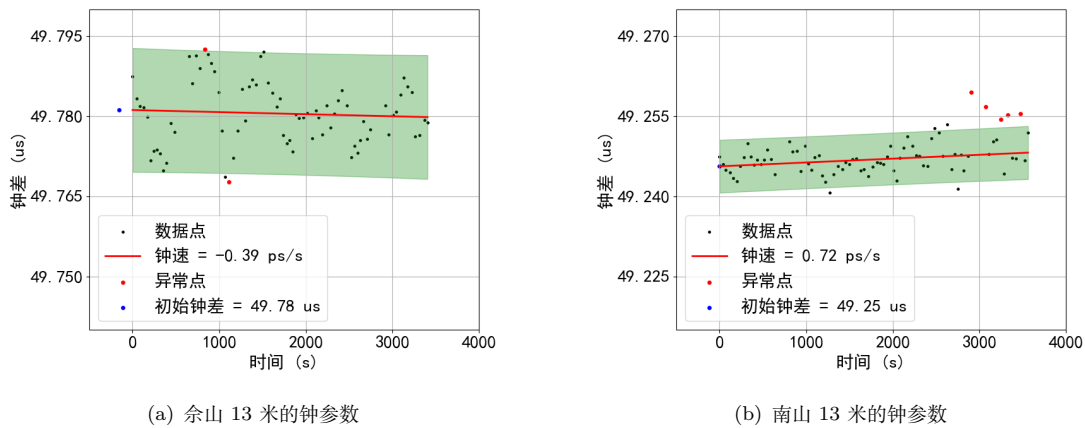 49.795
49.780
49.765
49.750
钟差 (us)
数据点
钟速 = -0.39 ps/s
异常点
初始钟差 = 49.78 us
0 1000 2000 3000 4000
时间 (s)
(a) 佘山 13 米的钟参数
49.270
49.255
49.240
49.225
钟差 (us)
数据点
钟速 = 0.72 ps/s
异常点
初始钟差 = 49.25 us
0 1000 2000 3000 4000
时间 (s)
(b) 南山 13 米的钟参数